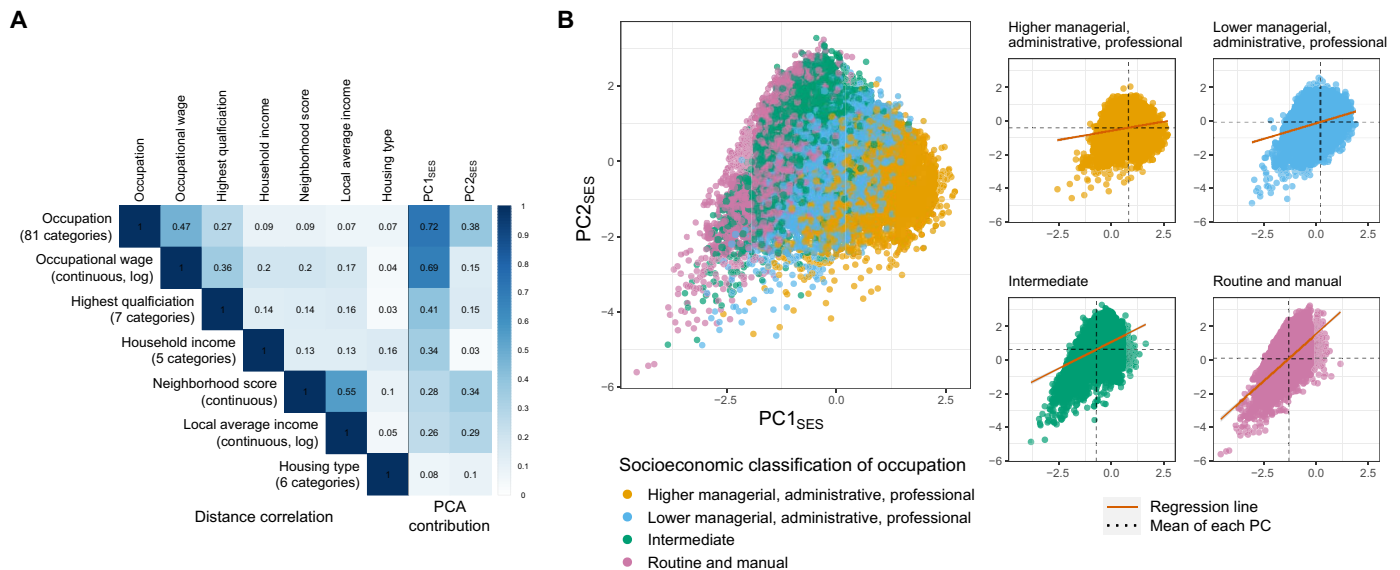 A
Occupation
Occupational wage
Highest qualfication
Household income
Neighborhood score
Local average income
Housing type
PC1SES
PC2SES
Occupation
(81 categories)
1 0.47 0.27 0.09 0.09 0.07 0.07 0.72 0.38
Occupational wage
(continuous, log)
1 0.36 0.2 0.2 0.17 0.04 0.69 0.15
Highest qualfication
(7 categories)
1 0.14 0.14 0.16 0.03 0.41 0.15
Household income
(5 categories)
1 0.13 0.13 0.16 0.34 0.03
Neighborhood score
(continuous)
1 0.55 0.1 0.28 0.34
Local average income
(continuous, log)
1 0.05 0.26 0.29
Housing type
(6 categories)
1 0.08 0.1
1
0.9
0.8
0.7
0.6
0.5
0.4
0.3
0.2
0.1
0
Distance correlation
PCA
contribution
B
PC2SES
2
0
−2
−4
−6
−2.5 0.0 2.5
PC1SES
Socioeconomic classification of occupation
Higher managerial, administrative, professional
Lower managerial, administrative, professional
Intermediate
Routine and manual
Higher managerial,
administrative, professional
2
0
−2
−4
−6
−2.5 0.0 2.5
Lower managerial,
administrative, professional
2
0
−2
−4
−6
−2.5 0.0 2.5
Intermediate
2
0
−2
−4
−6
−2.5 0.0 2.5
Routine and manual
2
0
−2
−4
−6
−2.5 0.0 2.5
Regression line
Mean of each PC